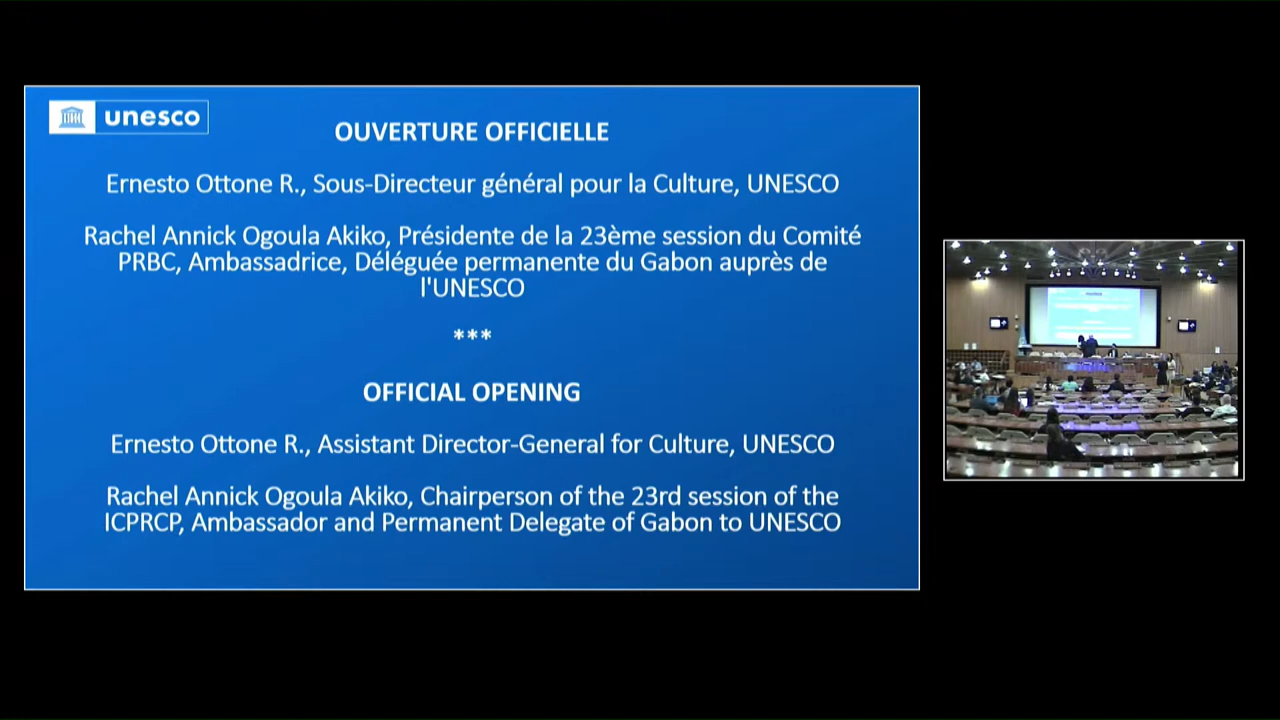 unesco
OUVERTURE OFFICIELLE
Ernesto Ottone R., Sous-Directeur général pour la Culture, UNESCO
Rachel Annick Ogoula Akiko, Présidente de la 23ème session du Comité
PRBC, Ambassadrice, Déléguée permanente du Gabon auprès de
l'UNESCO
***
OFFICIAL OPENING
Ernesto Ottone R., Assistant Director-General for Culture, UNESCO
Rachel Annick Ogoula Akiko, Chairperson of the 23rd session of the
ICPRCP, Ambassador and Permanent Delegate of Gabon to UNESCO